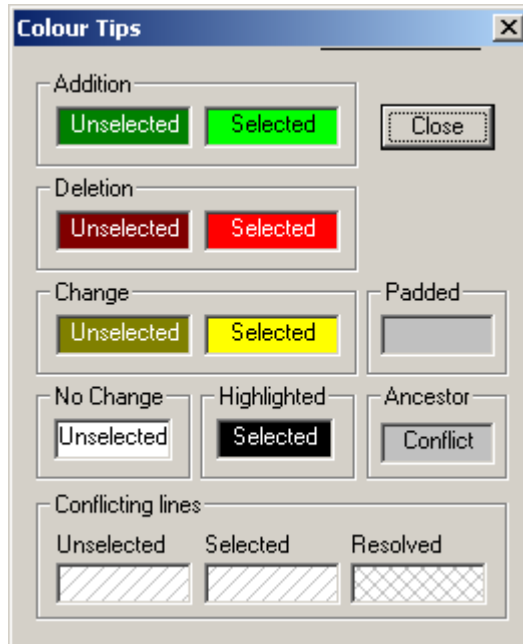 Colour Tips
Addition
Unselected Selected
Close
Deletion
Unselected Selected
Change
Unselected Selected
Padded
No Change Highlighted Ancestor
Unselected Selected Conflict
Conflicting lines
Unselected Selected Resolved